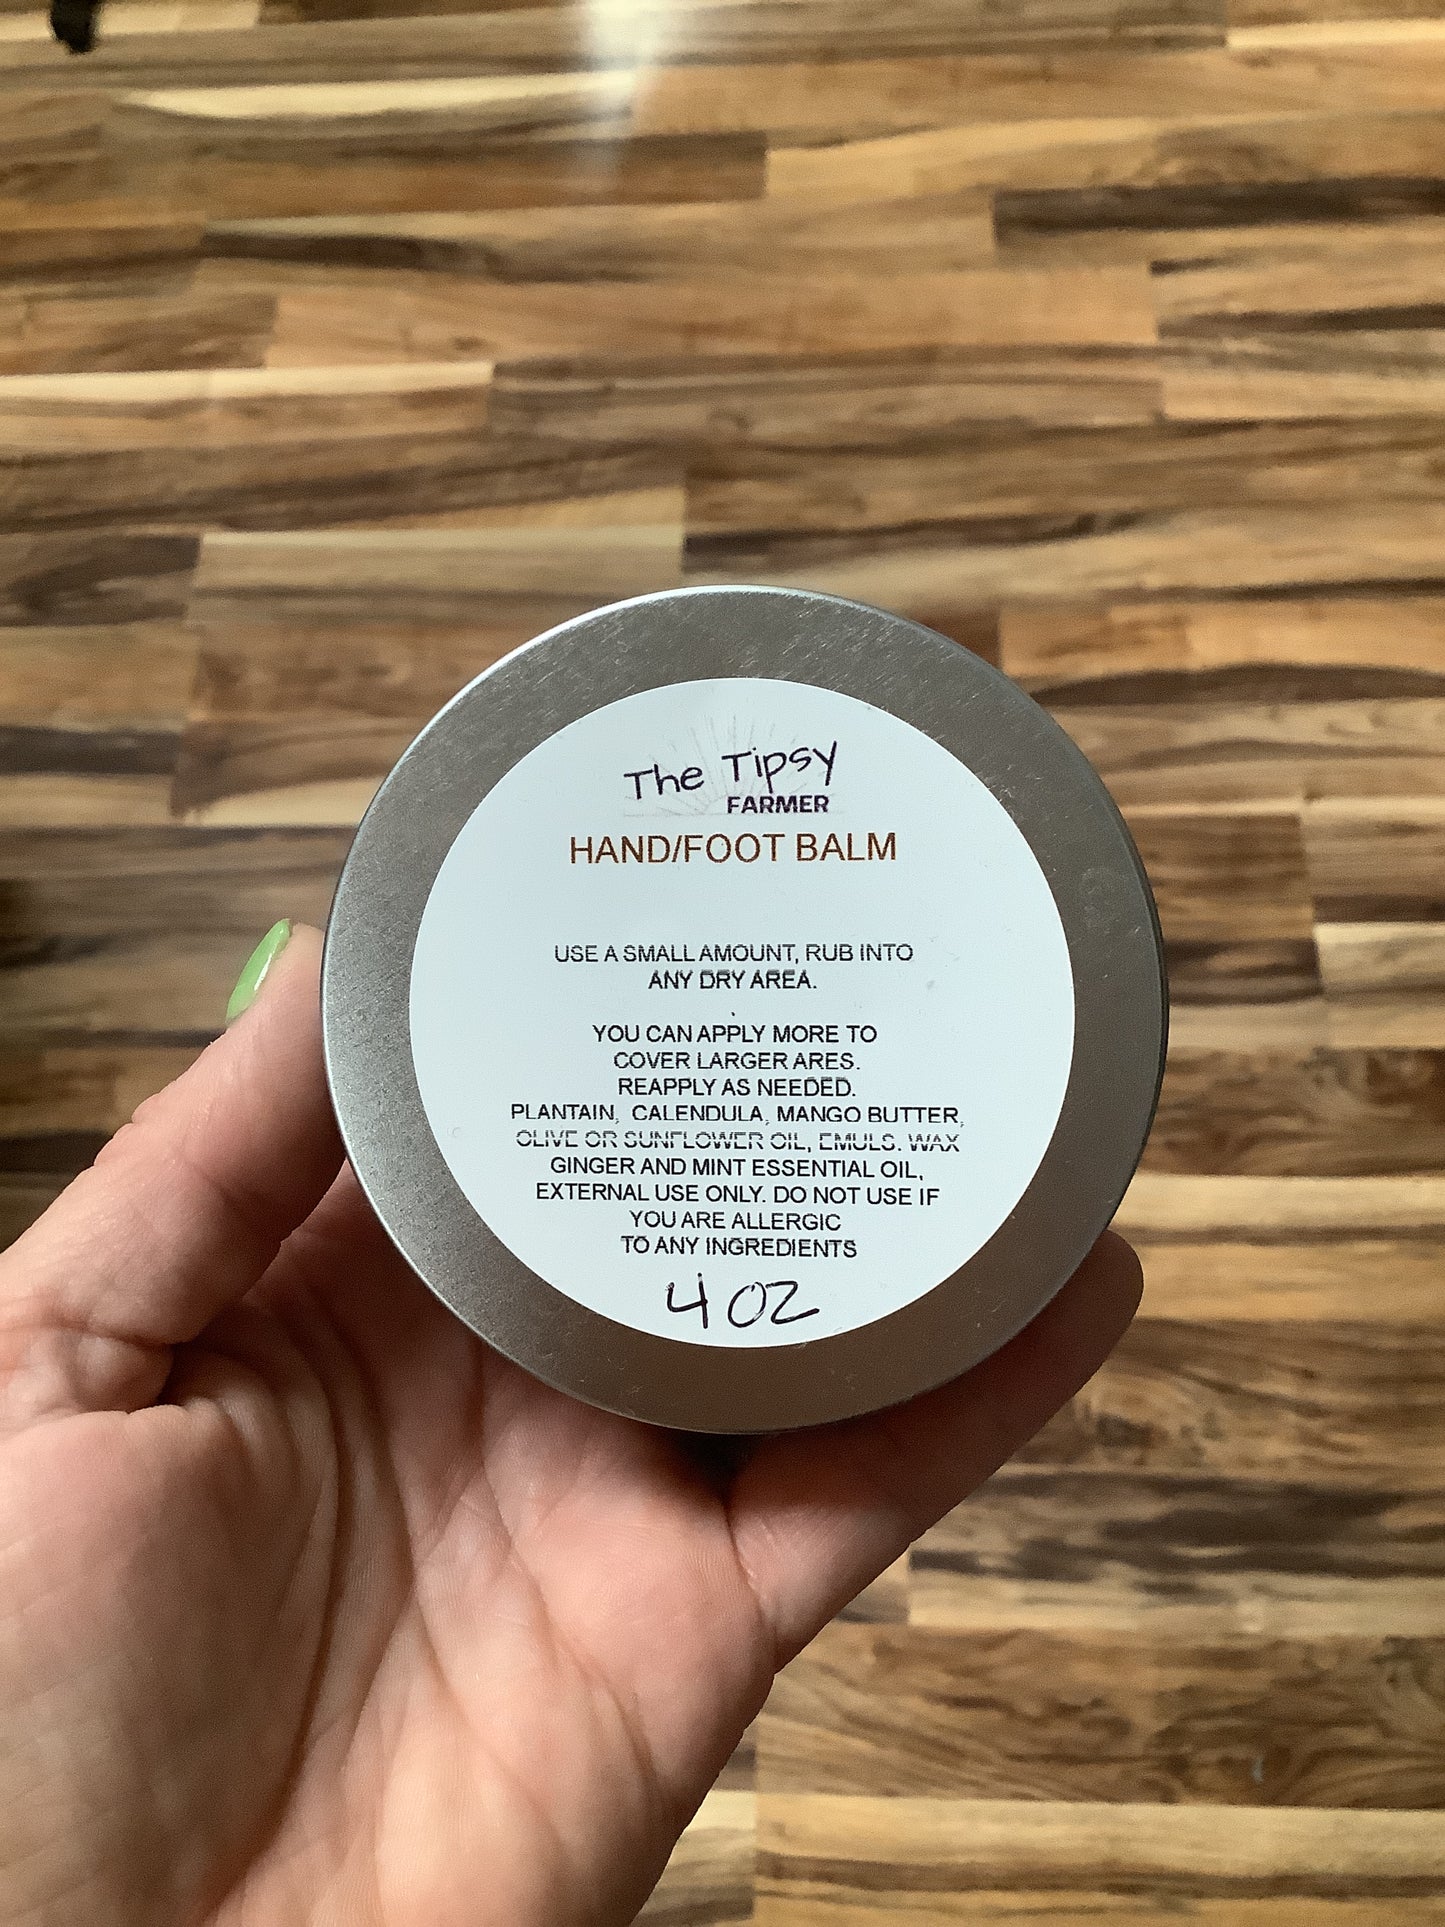 The Tipsy
FARMER
HAND/FOOT BALM
USE A SMALL AMOUNT, RUB INTO
ANY DRY AREA.
.
YOU CAN APPLY MORE TO
COVER LARGER ARES.
REAPPLY AS NEEDED.
PLANTAIN, CALENDULA, MANGO BUTTER,
OLIVE OR SUNFLOWER OIL, EMULS. WAX
GINGER AND MINT ESSENTIAL OIL,
EXTERNAL USE ONLY. DO NOT USE IF
YOU ARE ALLERGIC
TO ANY INGREDIENTS
4 OZ